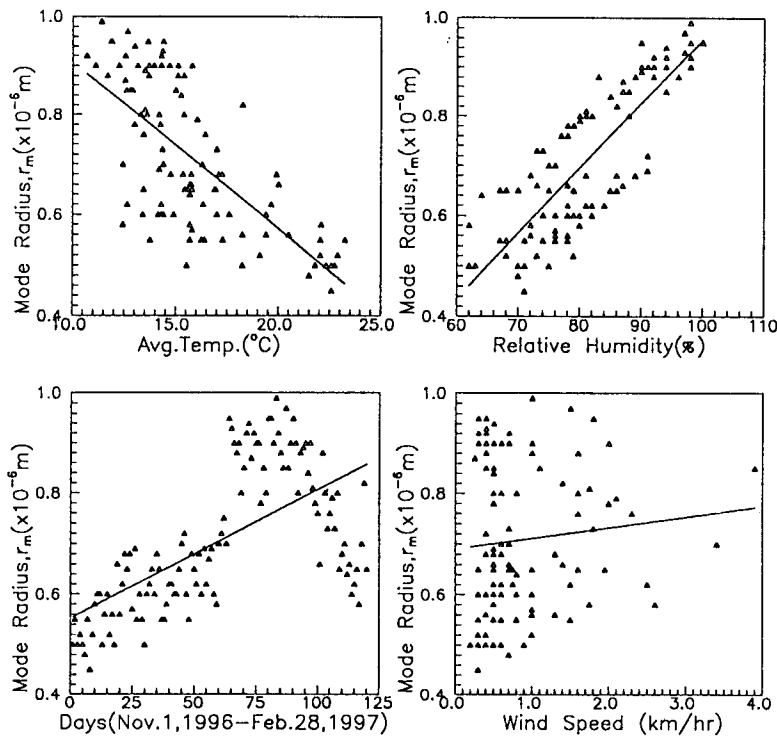 1.0
0.8
0.6
0.4
Mode Radius,rm(x10-6m)
10.0 15.0 20.0 25.0
Avg.Temp.(°C)
1.0
0.8
0.6
0.4
Mode Radius,rm(x10-6m)
60 70 80 90 100 110
Relative Humidity(%)
1.0
0.8
0.6
0.4
Mode Radius,rm(x10-6m)
0 25 50 75 100 125
Days(Nov.1,1996-Feb.28,1997)
1.0
0.8
0.6
0.4
Mode Radius,rm(x10-6m)
0.0 1.0 2.0 3.0 4.0
Wind Speed (km/hr)